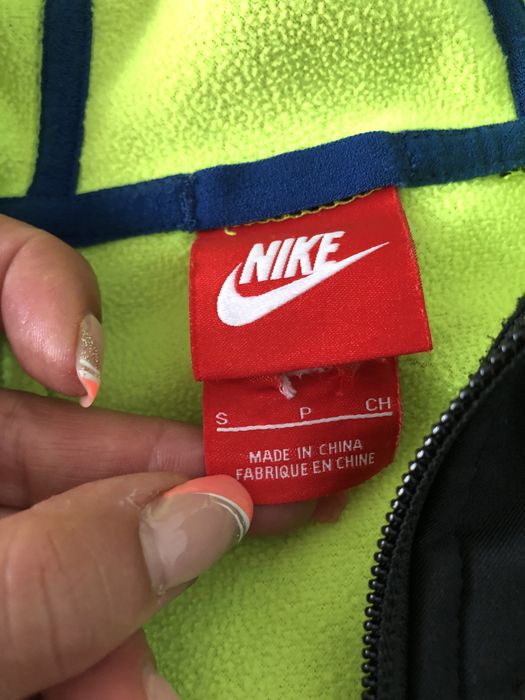 NIKE
S P CH
MADE IN CHINA
FABRIQUE EN CHINE